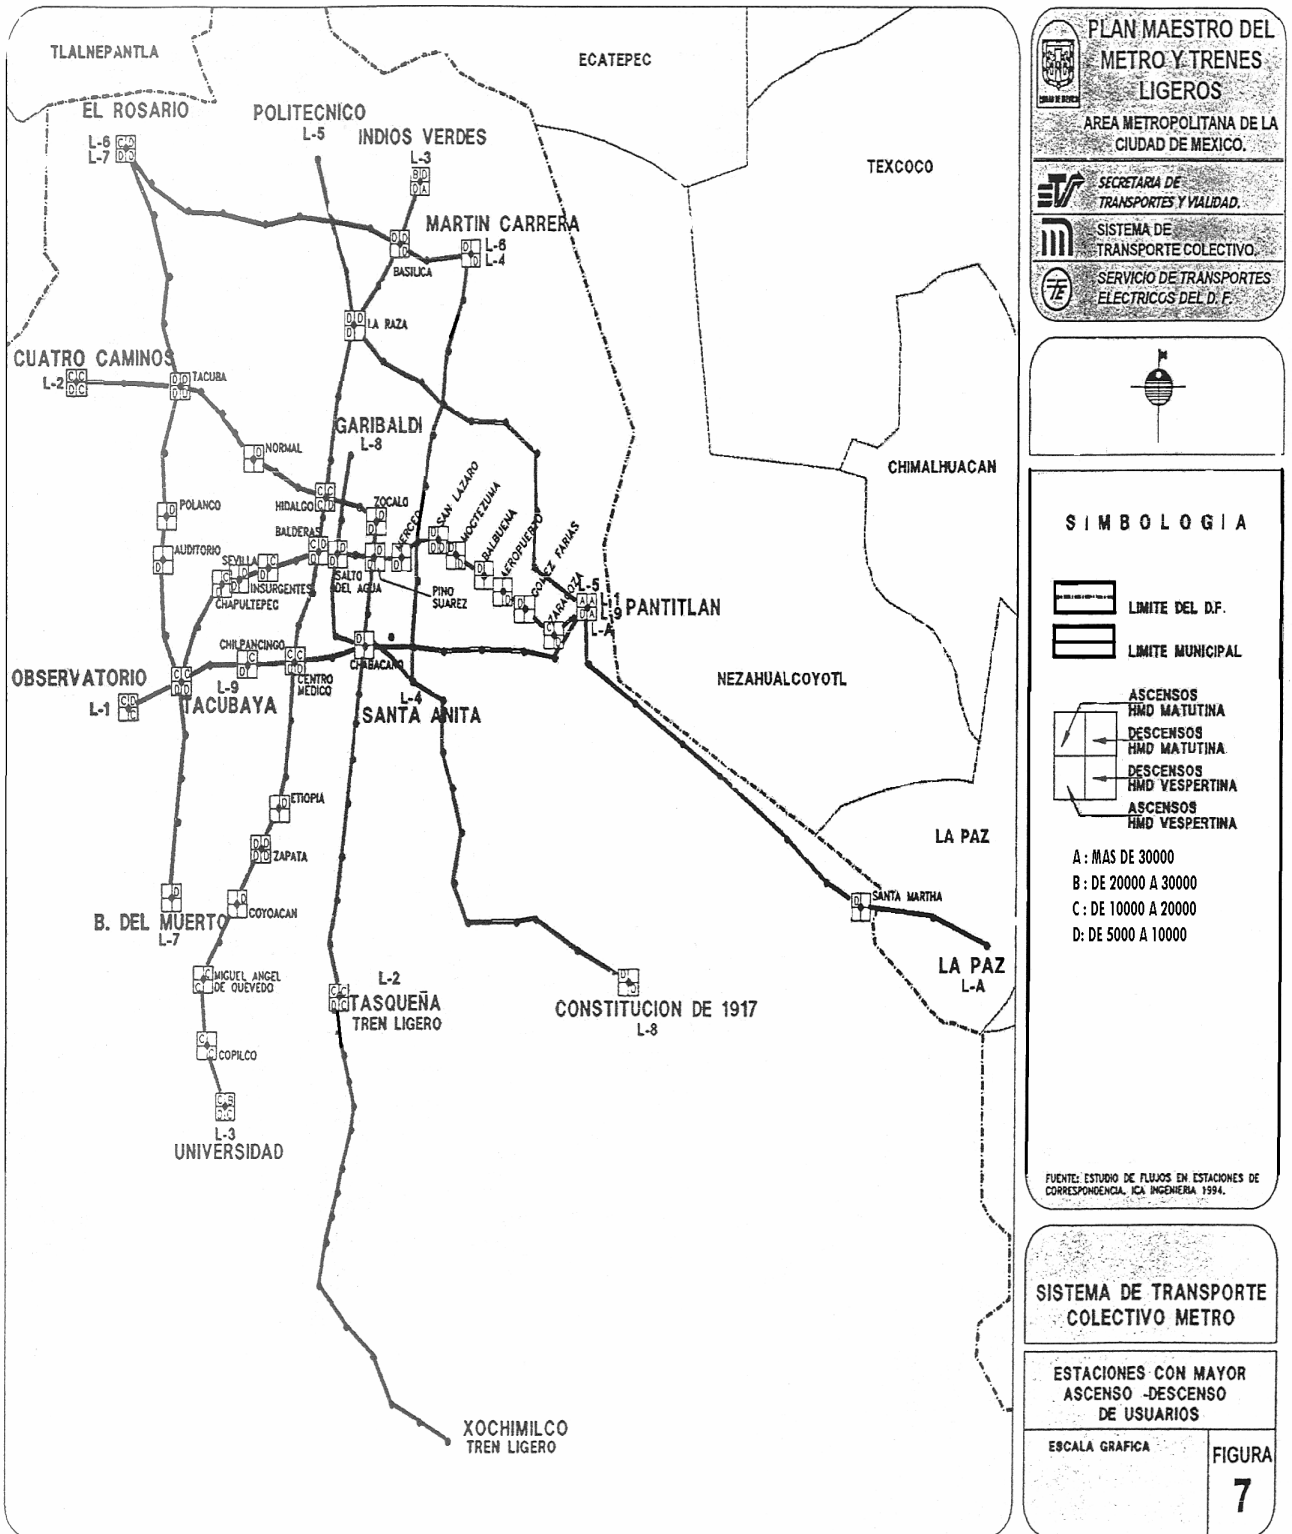 TLALNEPANTLA
ECATEPEC
TEXCOCO
EL ROSARIO
L-6
L-7
POLITECNICO
L-5
INDIOS VERDES
L-3
MARTIN CARRERA
L-6
L-4
BASILICA
LA RAZA
CUATRO CAMINOS
L-2
TACUBA
GARIBALDI
L-8
NORMAL
CHIMALHUACAN
HIDALGO
ZOCALO
POLANCO
BALDERAS
MERCED
SAN LAZARO
MOCTEZUMA
BALBUENA
AEROPUERTO
GOMEZ FARIAS
ZARAGOZA
AUDITORIO
SEVILLA
INSURGENTES
CHAPULTEPEC
SALTO
DEL AGUA
PINO
SUAREZ
L-5
L-1
L-9
L-A
PANTITLAN
CHILPANCINGO
CHABACANO
CENTRO
MEDICO
OBSERVATORIO
L-1
L-9
TACUBAYA
L-4
SANTA ANITA
NEZAHUALCOYOTL
ETIOPIA
ZAPATA
LA PAZ
SANTA MARTHA
COYOACAN
B. DEL MUERTO
L-7
MIGUEL ANGEL
DE QUEVEDO
L-2
TASQUEÑA
TREN LIGERO
CONSTITUCION DE 1917
L-8
LA PAZ
L-A
COPILCO
L-3
UNIVERSIDAD
XOCHIMILCO
TREN LIGERO
PLAN MAESTRO DEL
METRO Y TRENES
LIGEROS
AREA METROPOLITANA DE LA
CIUDAD DE MEXICO.
CIUDAD DE MEXICO
SECRETARIA DE
TRANSPORTES Y VIALIDAD.
SISTEMA DE
TRANSPORTE COLECTIVO.
SERVICIO DE TRANSPORTES
ELECTRICOS DEL D. F.
SIMBOLOGIA
LIMITE DEL D.F.
LIMITE MUNICIPAL
ASCENSOS
HMD MATUTINA
DESCENSOS
HMD MATUTINA
DESCENSOS
HMD VESPERTINA
ASCENSOS
HMD VESPERTINA
A : MAS DE 30000
B : DE 20000 A 30000
C : DE 10000 A 20000
D: DE 5000 A 10000
FUENTE: ESTUDIO DE FLUJOS EN ESTACIONES DE
CORRESPONDENCIA. ICA INGENIERIA 1994.
SISTEMA DE TRANSPORTE
COLECTIVO METRO
ESTACIONES CON MAYOR
ASCENSO -DESCENSO
DE USUARIOS
ESCALA GRAFICA
FIGURA
7